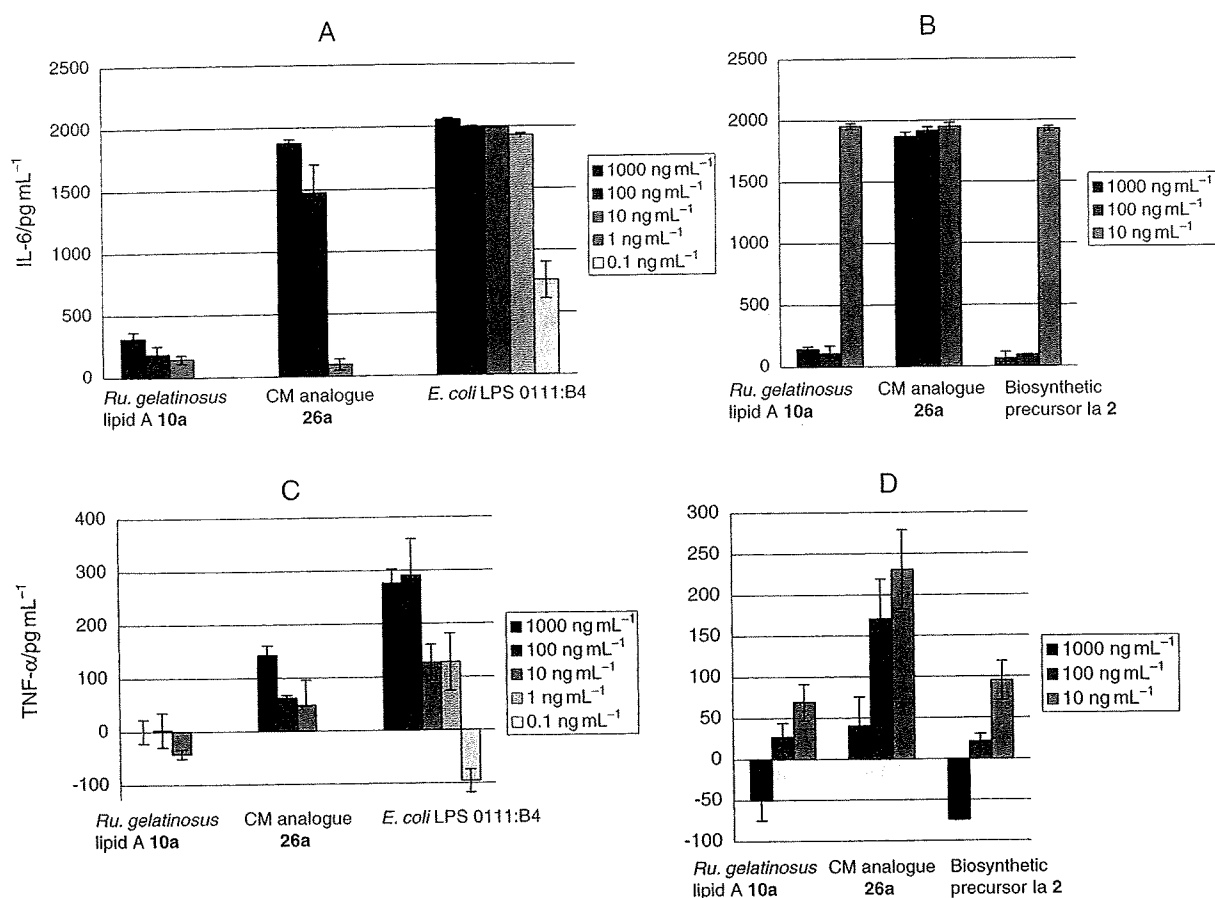 A
IL-6/pg mL⁻¹
2500
2000
1500
1000
500
0
Ru. gelatinosus
lipid A 10a
CM analogue
26a
E. coli LPS 0111:B4
1000 ng mL⁻¹
100 ng mL⁻¹
10 ng mL⁻¹
1 ng mL⁻¹
0.1 ng mL⁻¹
B
2500
2000
1500
1000
500
0
Ru. gelatinosus
lipid A 10a
CM analogue
26a
Biosynthetic
precursor Ia 2
1000 ng mL⁻¹
100 ng mL⁻¹
10 ng mL⁻¹
C
TNF-α/pg mL⁻¹
400
300
200
100
0
-100
Ru. gelatinosus
lipid A 10a
CM analogue
26a
E. coli LPS 0111:B4
1000 ng mL⁻¹
100 ng mL⁻¹
10 ng mL⁻¹
1 ng mL⁻¹
0.1 ng mL⁻¹
D
300
250
200
150
100
50
0
-50
-100
Ru. gelatinosus
lipid A 10a
CM analogue
26a
Biosynthetic
precursor Ia 2
1000 ng mL⁻¹
100 ng mL⁻¹
10 ng mL⁻¹